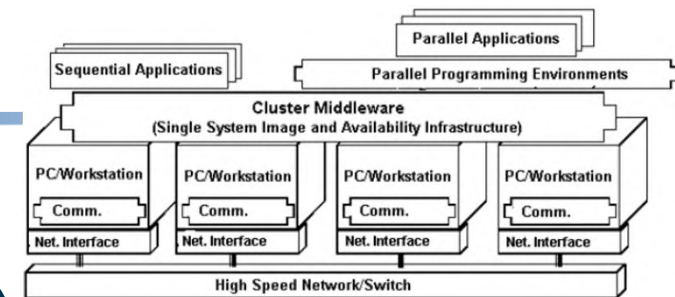 Parallel Applications
Sequential Applications
Parallel Programming Environments
Cluster Middleware
(Single System Image and Availability Infrastructure)
PC/Workstation
PC/Workstation
PC/Workstation
PC/Workstation
Comm.
Comm.
Comm.
Comm.
Net. Interface
Net. Interface
Net. Interface
Net. Interface
High Speed Network/Switch